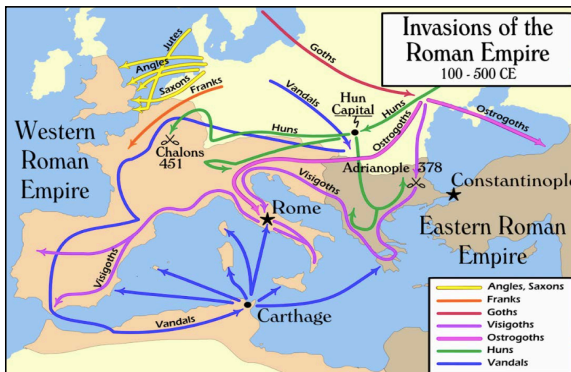 Invasions of the
Roman Empire
100 - 500 CE
Jutes
Angles
Saxons
Franks
Goths
Vandals
Hun
Capital
Huns
Ostrogoths
Ostrogoths
Huns
Chalons
451
Western
Roman
Empire
Adrianople 378
Visigoths
Constantinople
Rome
Eastern Roman
Empire
Visigoths
Vandals
Carthage
Angles, Saxons
Franks
Goths
Visigoths
Ostrogoths
Huns
Vandals